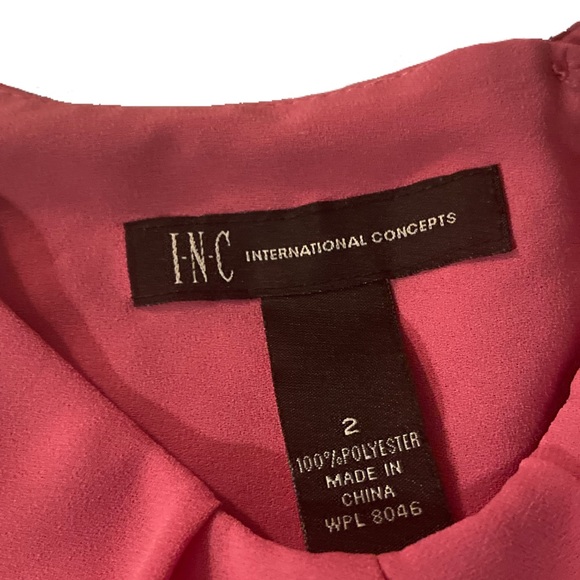 I·N·C INTERNATIONAL CONCEPTS
2
100%POLYESTER
MADE IN
CHINA
WPL 8046